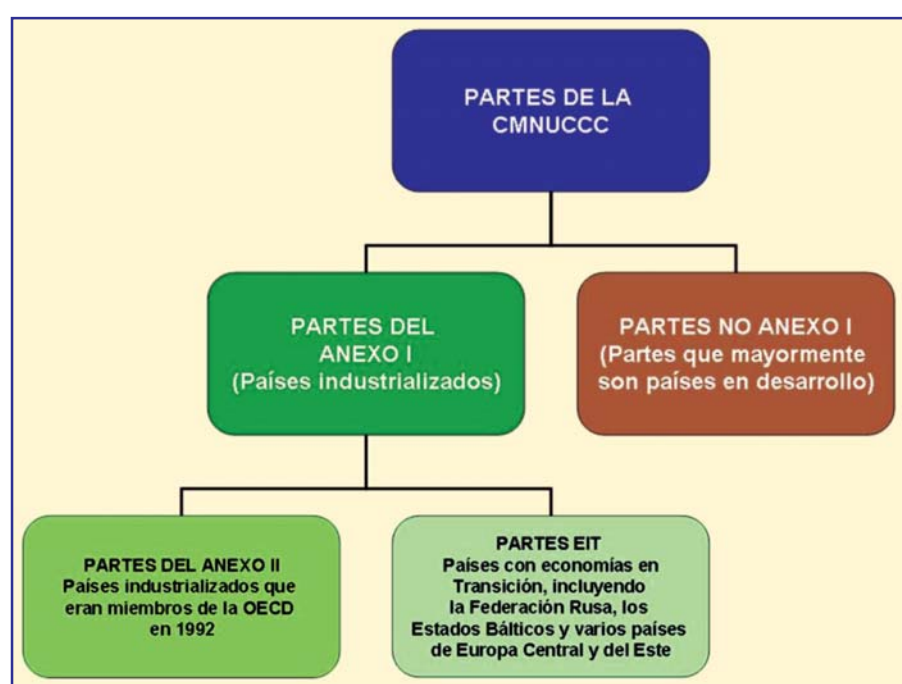 PARTES DE LA
CMNUCCC
PARTES DEL
ANEXO I
(Países industrializados)
PARTES NO ANEXO I
(Partes que mayormente
son países en desarrollo)
PARTES DEL ANEXO II
Países industrializados que
eran miembros de la OECD
en 1992
PARTES EIT
Países con economías en
Transición, incluyendo
la Federación Rusa, los
Estados Bálticos y varios países
de Europa Central y del Este